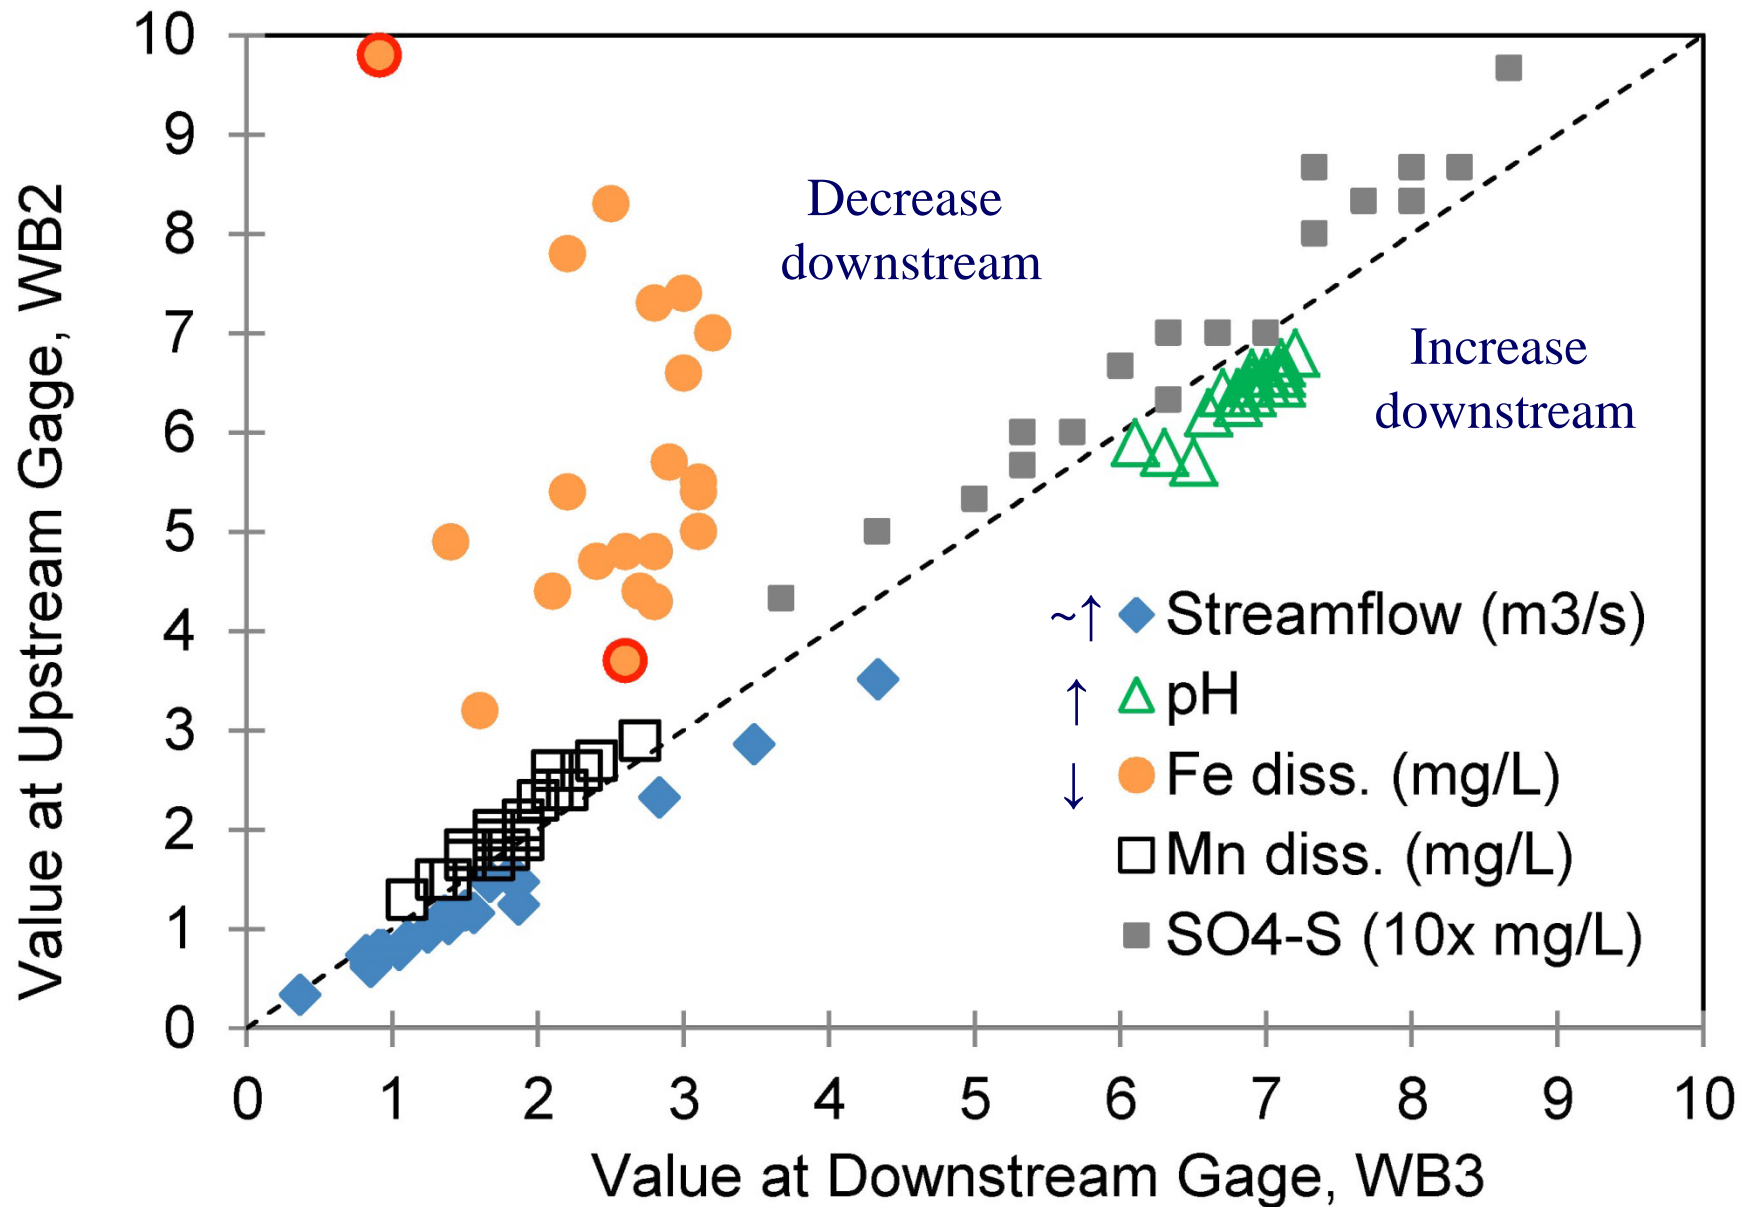 Value at Upstream Gage, WB2
10
9
8
7
6
5
4
3
2
1
0
Decrease
downstream
Increase
downstream
~↑ Streamflow (m3/s)
↑ pH
↓ Fe diss. (mg/L)
Mn diss. (mg/L)
SO4-S (10x mg/L)
0 1 2 3 4 5 6 7 8 9 10
Value at Downstream Gage, WB3